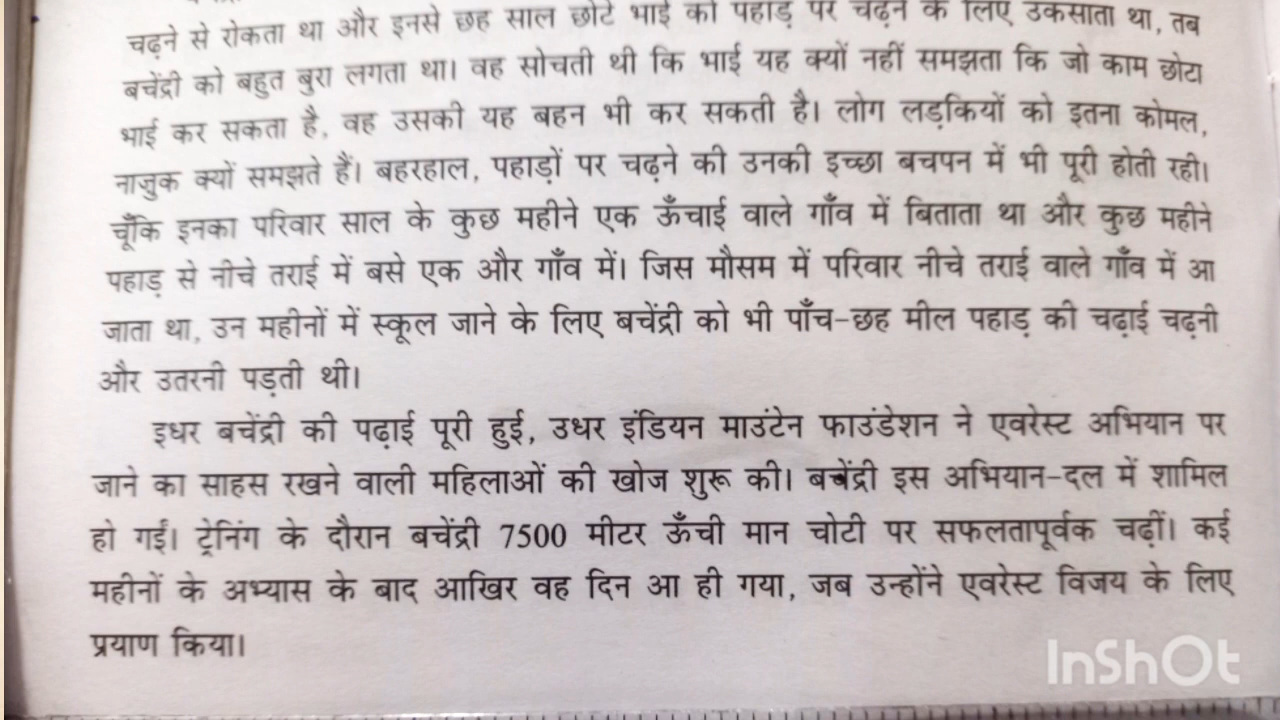 चढ़ने से रोकता था और इनसे छह साल छोटे भाई को पहाड़ पर चढ़ने के लिए उकसाता था, तब
बचेंद्री को बहुत बुरा लगता था। वह सोचती थी कि भाई यह क्यों नहीं समझता कि जो काम छोटा
भाई कर सकता है, वह उसकी यह बहन भी कर सकती है। लोग लड़कियों को इतना कोमल,
नाजुक क्यों समझते हैं। बहरहाल, पहाड़ों पर चढ़ने की उनकी इच्छा बचपन में भी पूरी होती रही।
चूँकि इनका परिवार साल के कुछ महीने एक ऊँचाई वाले गाँव में बिताता था और कुछ महीने
पहाड़ से नीचे तराई में बसे एक और गाँव में। जिस मौसम में परिवार नीचे तराई वाले गाँव में आ
जाता था, उन महीनों में स्कूल जाने के लिए बचेंद्री को भी पाँच-छह मील पहाड़ की चढ़ाई चढ़नी
और उतरनी पड़ती थी।
इधर बचेंद्री की पढ़ाई पूरी हुई, उधर इंडियन माउंटेन फाउंडेशन ने एवरेस्ट अभियान पर
जाने का साहस रखने वाली महिलाओं की खोज शुरू की। बचेंद्री इस अभियान-दल में शामिल
हो गईं। ट्रेनिंग के दौरान बचेंद्री 7500 मीटर ऊँची मान चोटी पर सफलतापूर्वक चढ़ीं। कई
महीनों के अभ्यास के बाद आखिर वह दिन आ ही गया, जब उन्होंने एवरेस्ट विजय के लिए
प्रयाण किया।
InShOt